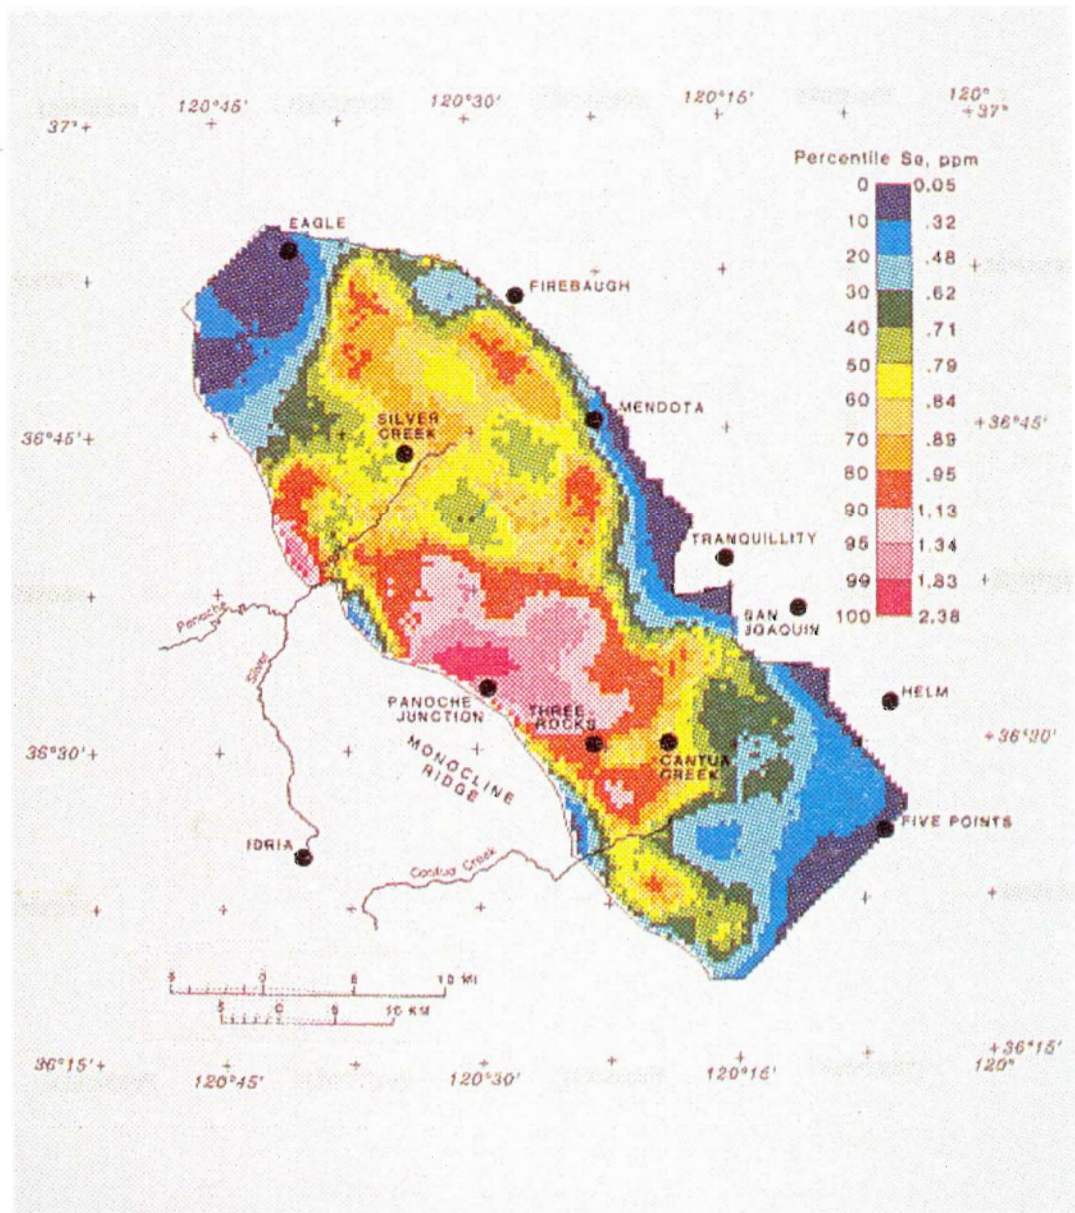 120°45' 120°30' 120°15' 120°
37°+ +37°
Percentile Se, ppm
0 0.05
10 .32
20 .48
30 .62
40 .71
50 .79
60 .84
70 .89
80 .95
90 1.13
95 1.34
99 1.83
100 2.38
EAGLE
FIREBAUGH
MENDOTA
SILVER
CREEK
36°45'+ +36°45'
TRANQUILLITY
SAN
JOAQUIN
Panoche
Silver
HELM
PANOCHE
JUNCTION
THREE
ROCKS
MONOCLINE
RIDGE
CANTUA
CREEK
36°30'+ +36°30'
FIVE POINTS
IDRIA
Cantua Creek
5 0 5 10 MI
5 0 5 10 KM
36°15'+ +36°15'
120°45' 120°30' 120°15' 120°